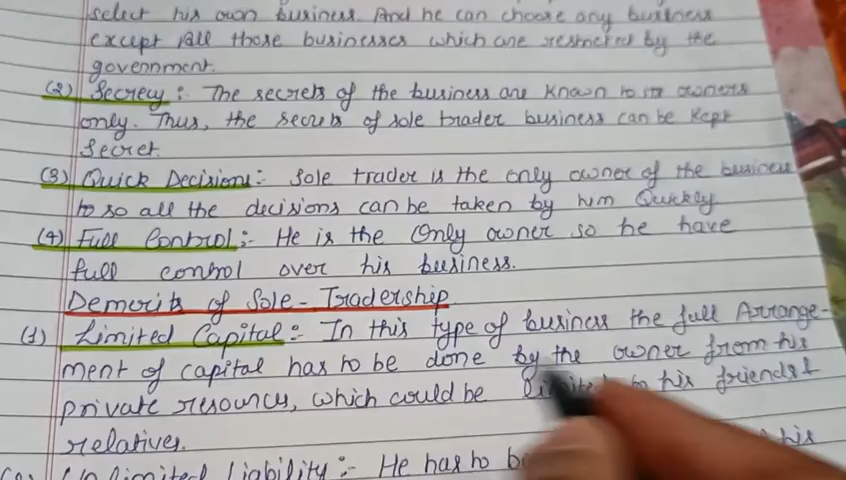 select his own business. And he can choose any business
except all those businesses which are restricted by the
government.
(2) Secrecy :- The secrets of the business are known to its owners
only. Thus, the secrets of sole trader business can be kept
secret.
(3) Quick Decisions :- Sole trader is the only owner of the business
to so all the decisions can be taken by him Quickly
(4) Full Control :- He is the Only owner so he have
full control over his business.
Demerits of Sole-Tradership
(1) Limited Capital :- In this type of business the full Arrange-
ment of capital has to be done by the owner from his
private resources, which could be limited to his friends &
relatives.
Unlimited Liability :- He has to b his